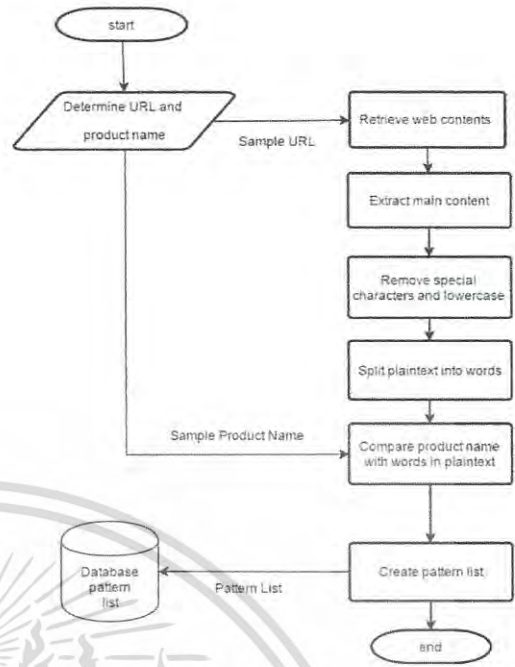 start
Determine URL and
product name
Sample URL
Retrieve web contents
Extract main content
Remove special
characters and lowercase
Split plaintext into words
Sample Product Name
Compare product name
with words in plaintext
Database
pattern
list
Pattern List
Create pattern list
end